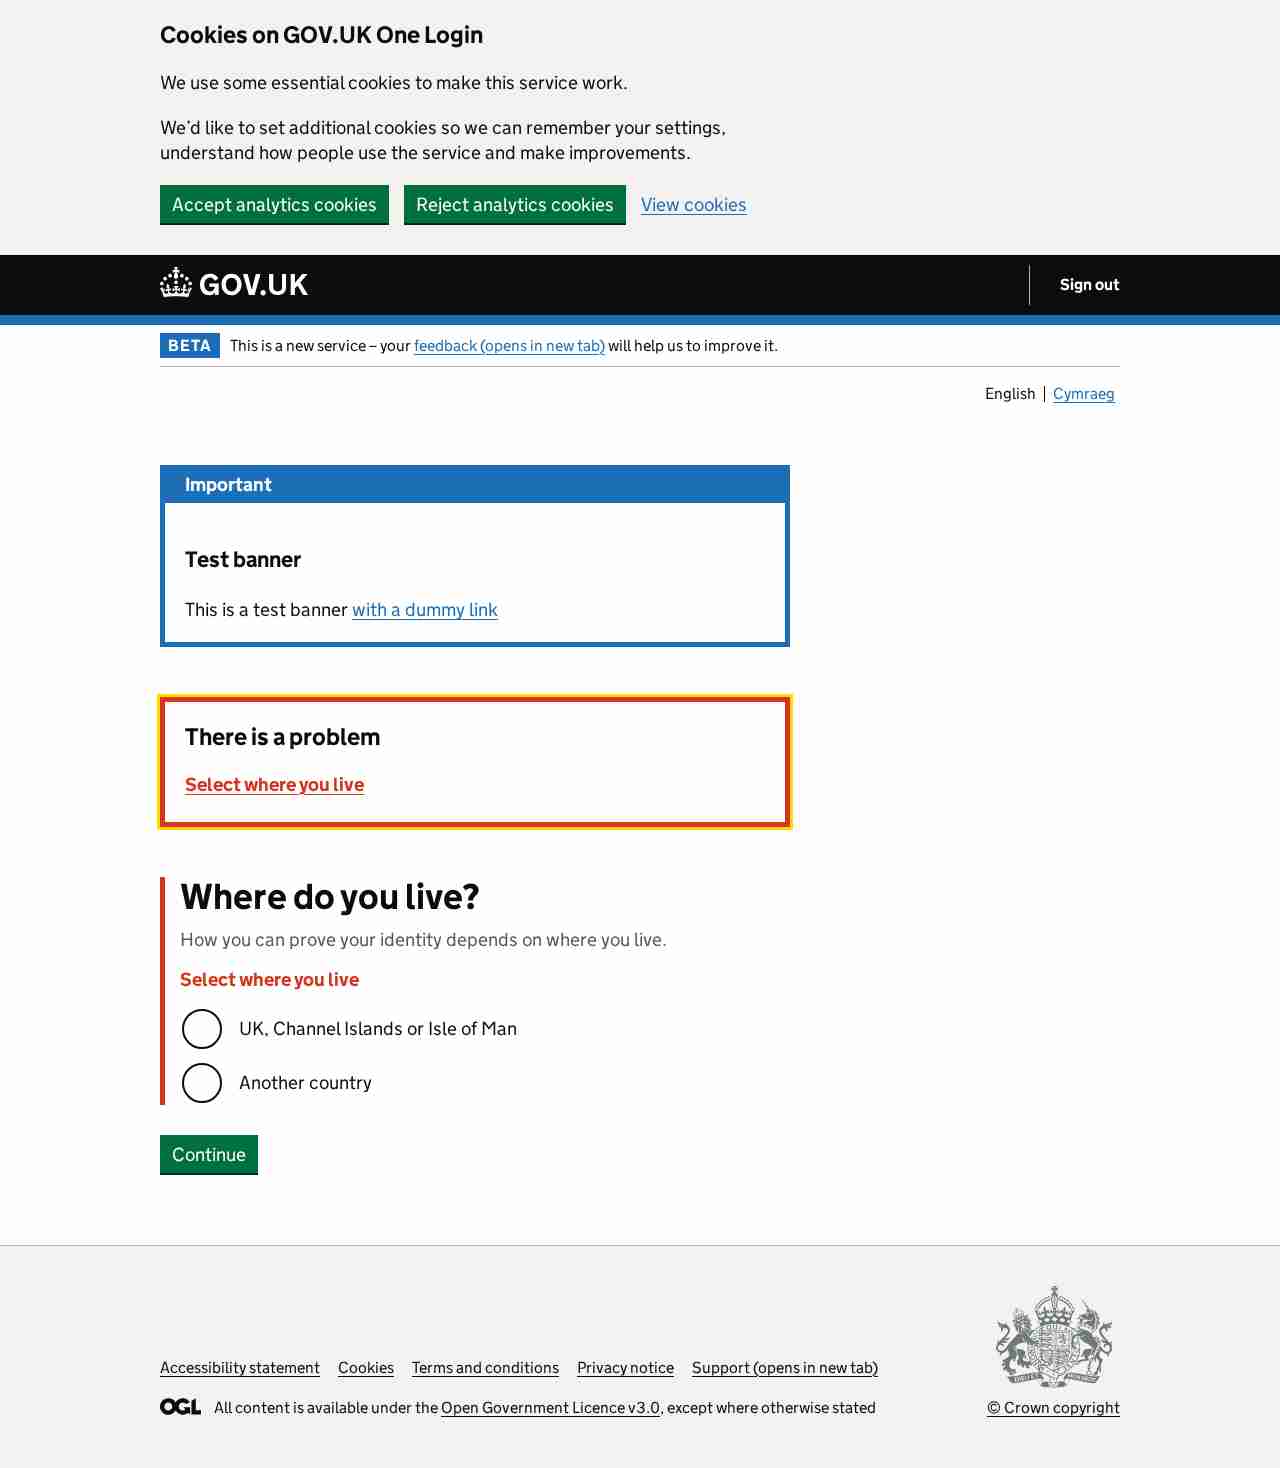 Cookies on GOV.UK One Login
We use some essential cookies to make this service work.
We’d like to set additional cookies so we can remember your settings,
understand how people use the service and make improvements.
Accept analytics cookies Reject analytics cookies View cookies
GOV.UK Sign out
BETA This is a new service – your feedback (opens in new tab) will help us to improve it.
English Cymraeg
Important
Test banner
This is a test banner with a dummy link
There is a problem
Select where you live
Where do you live?
How you can prove your identity depends on where you live.
Select where you live
UK, Channel Islands or Isle of Man
Another country
Continue
Accessibility statement Cookies Terms and conditions Privacy notice Support (opens in new tab)
OGL All content is available under the Open Government Licence v3.0, except where otherwise stated © Crown copyright